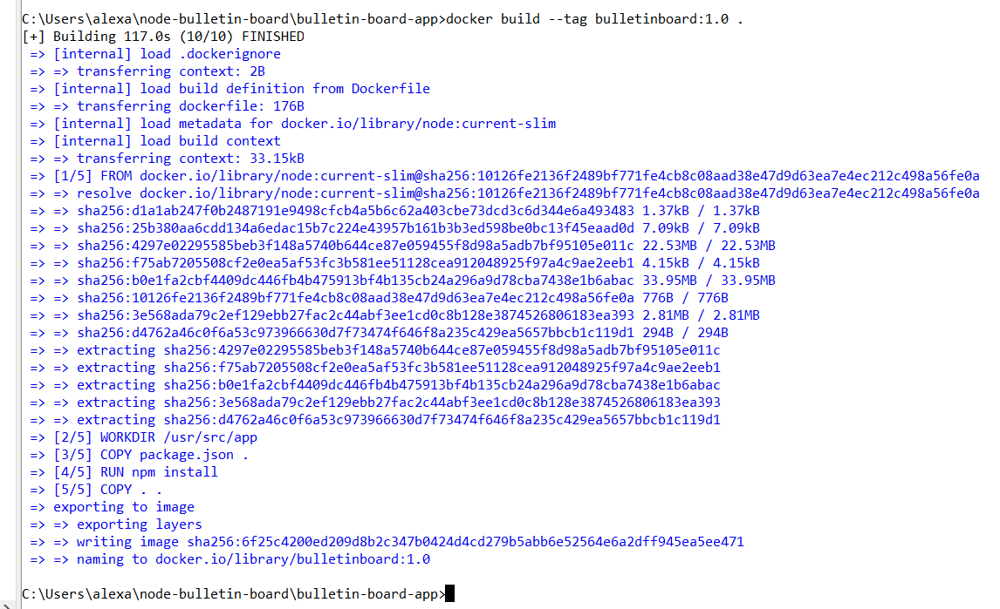 C:\Users\alexa\node-bulletin-board\bulletin-board-app>docker build --tag bulletinboard:1.0 .
[+] Building 117.0s (10/10) FINISHED
=> [internal] load .dockerignore
=> => transferring context: 2B
=> [internal] load build definition from Dockerfile
=> => transferring dockerfile: 176B
=> [internal] load metadata for docker.io/library/node:current-slim
=> [internal] load build context
=> => transferring context: 33.15kB
=> [1/5] FROM docker.io/library/node:current-slim@sha256:10126fe2136f2489bf771fe4cb8c08aad38e47d9d63ea7e4ec212c498a56fe0a
=> => resolve docker.io/library/node:current-slim@sha256:10126fe2136f2489bf771fe4cb8c08aad38e47d9d63ea7e4ec212c498a56fe0a
=> => sha256:d1a1ab247f0b2487191e9498cfcb4a5b6c62a403cbe73dcd3c6d344e6a493483 1.37kB / 1.37kB
=> => sha256:25b380aa6cdd134a6edac15b7c224e43957b161b3b3ed598be0bc13f45eaad0d 7.09kB / 7.09kB
=> => sha256:4297e02295585beb3f148a5740b644ce87e059455f8d98a5adb7bf95105e011c 22.53MB / 22.53MB
=> => sha256:f75ab7205508cf2e0ea5af53fc3b581ee51128cea912048925f97a4c9ae2eeb1 4.15kB / 4.15kB
=> => sha256:b0e1fa2cbf4409dc446fb4b475913bf4b135cb24a296a9d78cba7438e1b6abac 33.95MB / 33.95MB
=> => sha256:10126fe2136f2489bf771fe4cb8c08aad38e47d9d63ea7e4ec212c498a56fe0a 776B / 776B
=> => sha256:3e568ada79c2ef129ebb27fac2c44abf3ee1cd0c8b128e3874526806183ea393 2.81MB / 2.81MB
=> => sha256:d4762a46c0f6a53c973966630d7f73474f646f8a235c429ea5657bbcb1c119d1 294B / 294B
=> => extracting sha256:4297e02295585beb3f148a5740b644ce87e059455f8d98a5adb7bf95105e011c
=> => extracting sha256:f75ab7205508cf2e0ea5af53fc3b581ee51128cea912048925f97a4c9ae2eeb1
=> => extracting sha256:b0e1fa2cbf4409dc446fb4b475913bf4b135cb24a296a9d78cba7438e1b6abac
=> => extracting sha256:3e568ada79c2ef129ebb27fac2c44abf3ee1cd0c8b128e3874526806183ea393
=> => extracting sha256:d4762a46c0f6a53c973966630d7f73474f646f8a235c429ea5657bbcb1c119d1
=> [2/5] WORKDIR /usr/src/app
=> [3/5] COPY package.json .
=> [4/5] RUN npm install
=> [5/5] COPY . .
=> exporting to image
=> => exporting layers
=> => writing image sha256:6f25c4200ed209d8b2c347b0424d4cd279b5abb6e52564e6a2dff945ea5ee471
=> => naming to docker.io/library/bulletinboard:1.0
C:\Users\alexa\node-bulletin-board\bulletin-board-app>